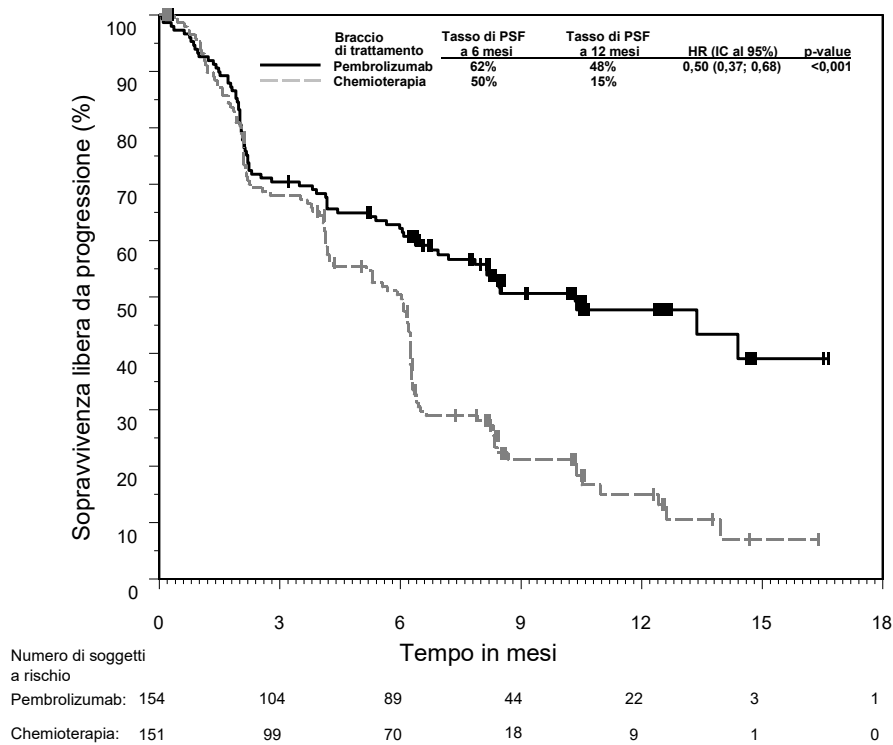 Braccio di trattamento Tasso di PSF a 6 mesi Tasso di PSF a 12 mesi HR (IC al 95%) p-value
Pembrolizumab 62% 48% 0,50 (0,37; 0,68) <0,001
Chemioterapia 50% 15%
Sopravvivenza libera da progressione (%)
100
90
80
70
60
50
40
30
20
10
0
0 3 6 9 12 15 18
Tempo in mesi
Numero di soggetti
a rischio
Pembrolizumab: 154 104 89 44 22 3 1
Chemioterapia: 151 99 70 18 9 1 0